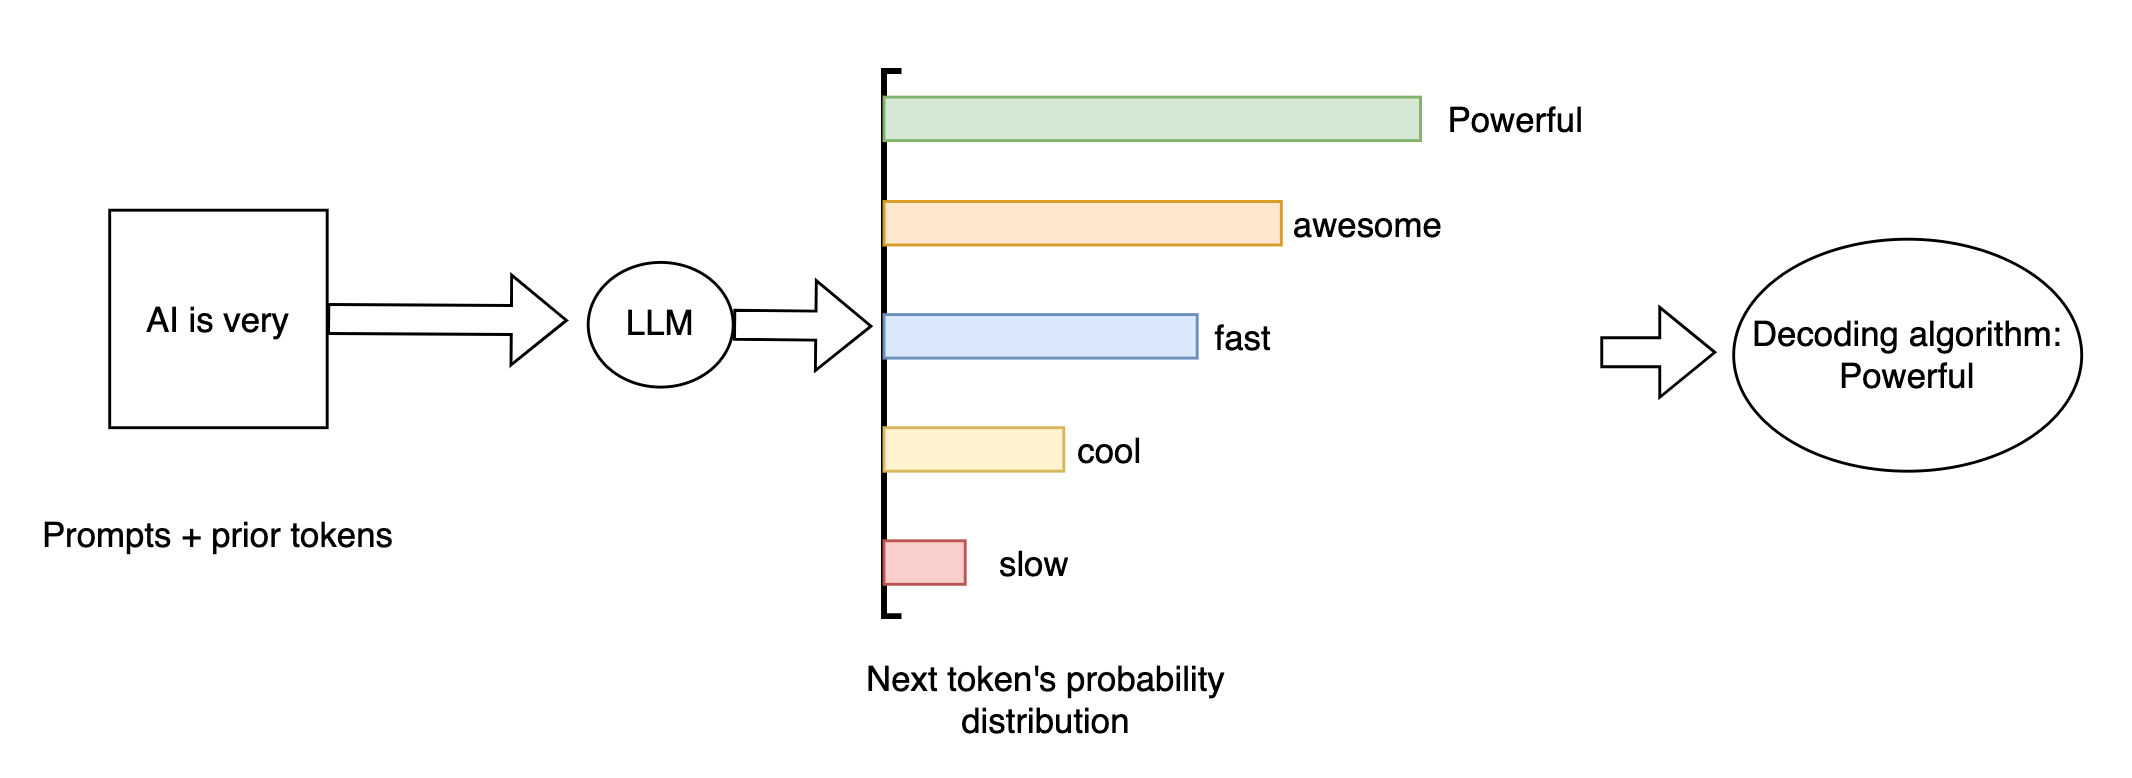 AI is very
Prompts + prior tokens
LLM
Powerful
awesome
fast
cool
slow
Next token's probability
distribution
Decoding algorithm:
Powerful